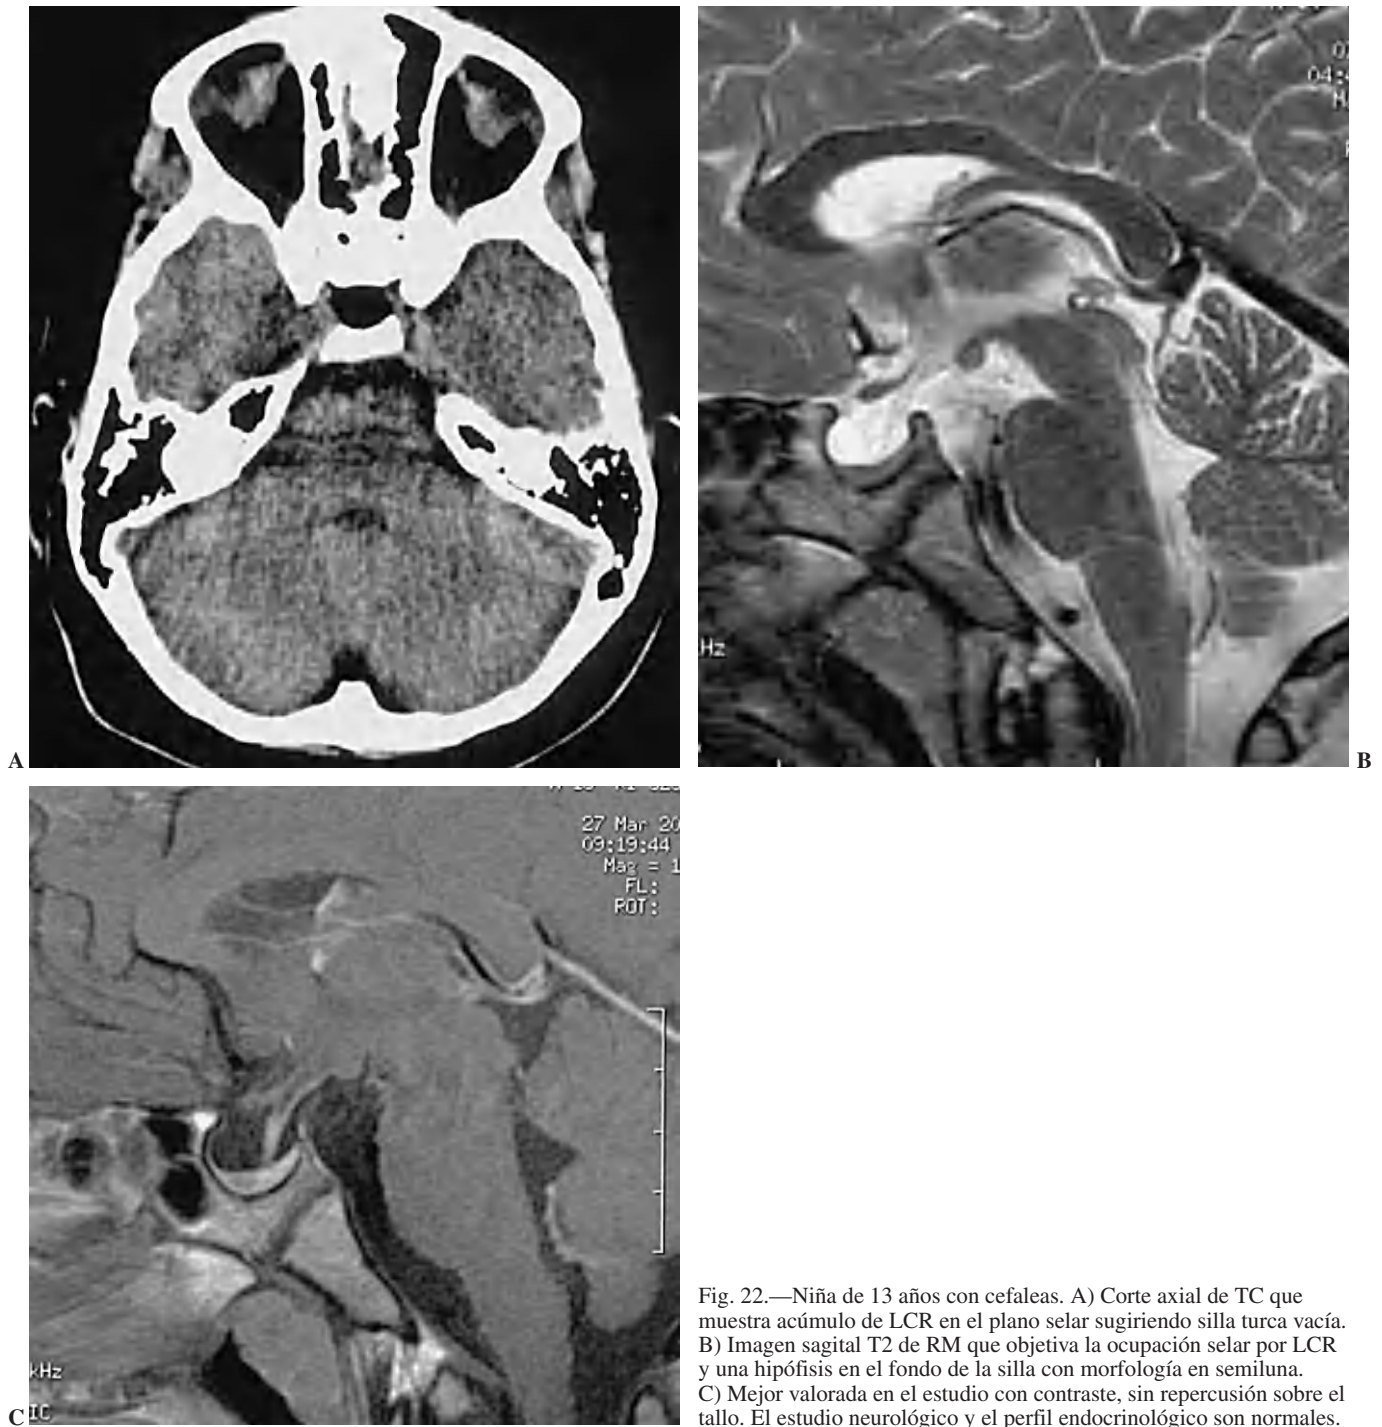 04:4
Hz
A
B
27 Mar 20
09:19:44
Mag = 1
FL:
ROT:
kHz
IC
C
Fig. 22.—Niña de 13 años con cefaleas. A) Corte axial de TC que
muestra acúmulo de LCR en el plano selar sugiriendo silla turca vacía.
B) Imagen sagital T2 de RM que objetiva la ocupación selar por LCR
y una hipófisis en el fondo de la silla con morfología en semiluna.
C) Mejor valorada en el estudio con contraste, sin repercusión sobre el
tallo. El estudio neurológico y el perfil endocrinológico son normales.